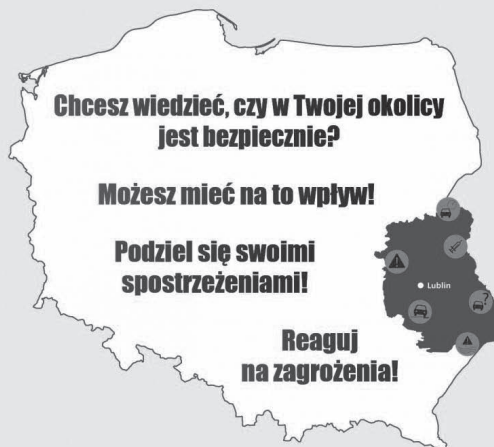 Chcesz wiedzieć, czy w Twojej okolicy
jest bezpiecznie?
Możesz mieć na to wpływ!
Podziel się swoimi
spostrzeżeniami!
Lublin
?
Reaguj
na zagrożenia!